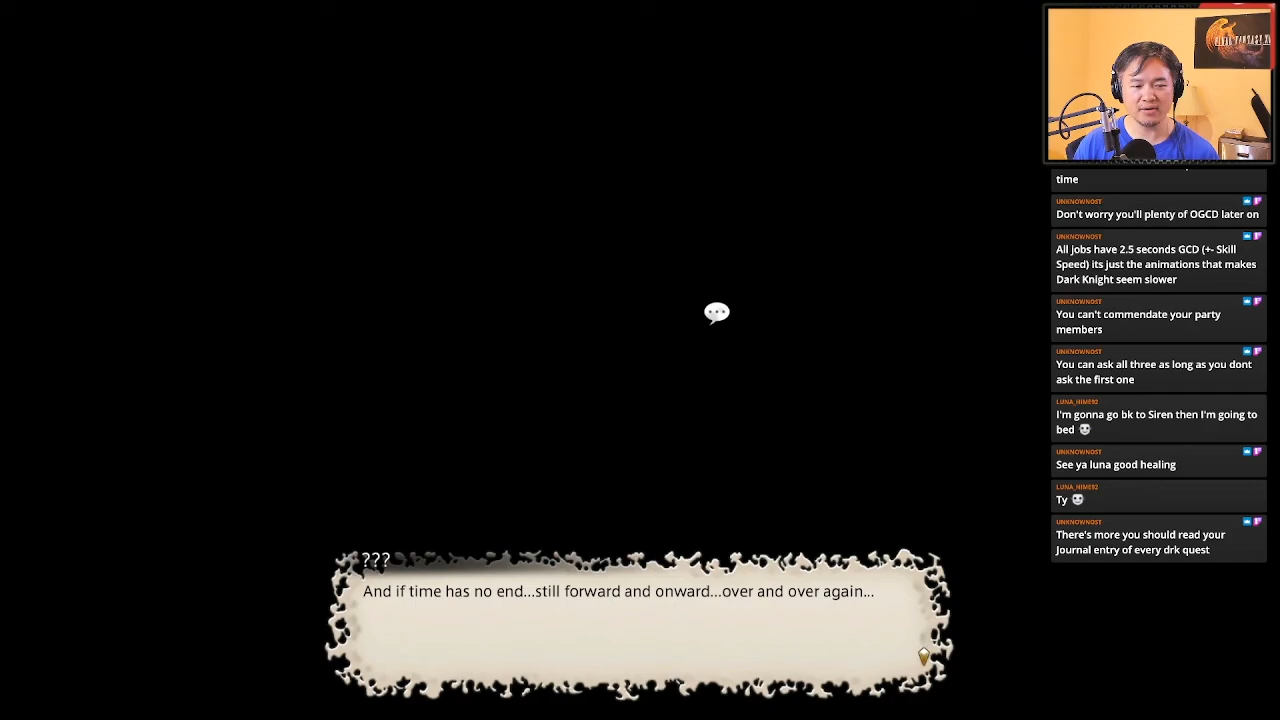 FINAL FANTASY XIV
time
UNKNOWNOST
Don't worry you'll plenty of OGCD later on
UNKNOWNOST
All jobs have 2.5 seconds GCD (+- Skill
Speed) its just the animations that makes
Dark Knight seem slower
UNKNOWNOST
You can't commendate your party
members
UNKNOWNOST
You can ask all three as long as you dont
ask the first one
LUNA_HIME92
I'm gonna go bk to Siren then I'm going to
bed
UNKNOWNOST
See ya luna good healing
LUNA_HIME92
Ty
UNKNOWNOST
There's more you should read your
Journal entry of every drk quest
???
And if time has no end...still forward and onward...over and over again...